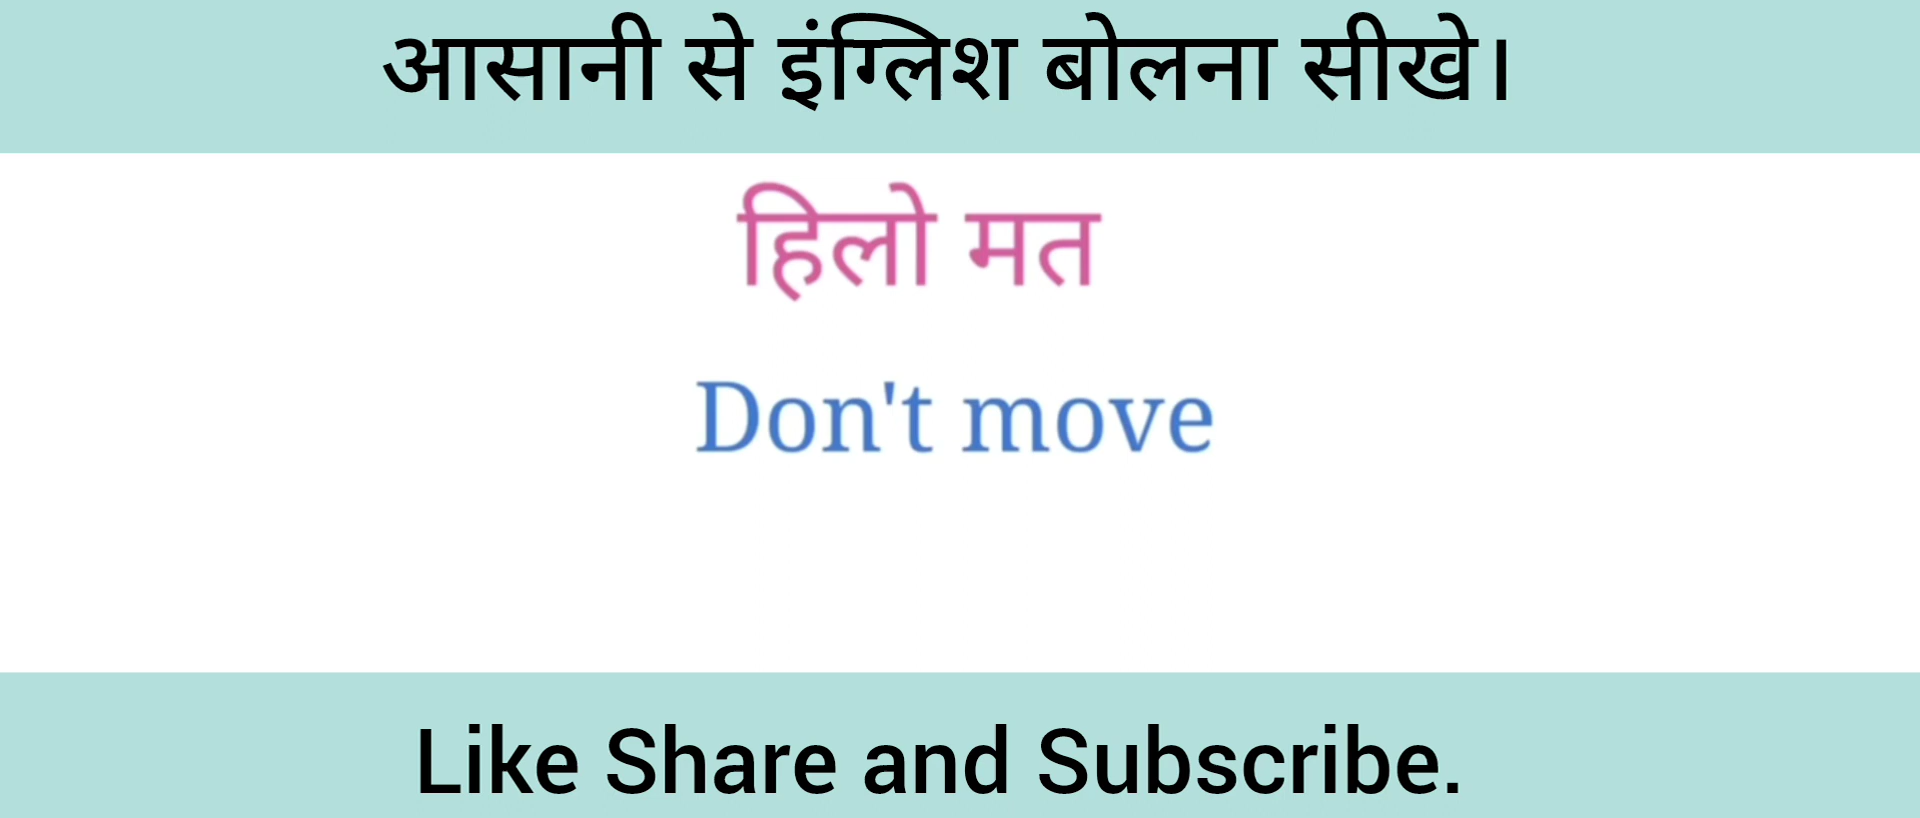 आसानी से इंग्लिश बोलना सीखे।
हिलो मत
Don't move
Like Share and Subscribe.